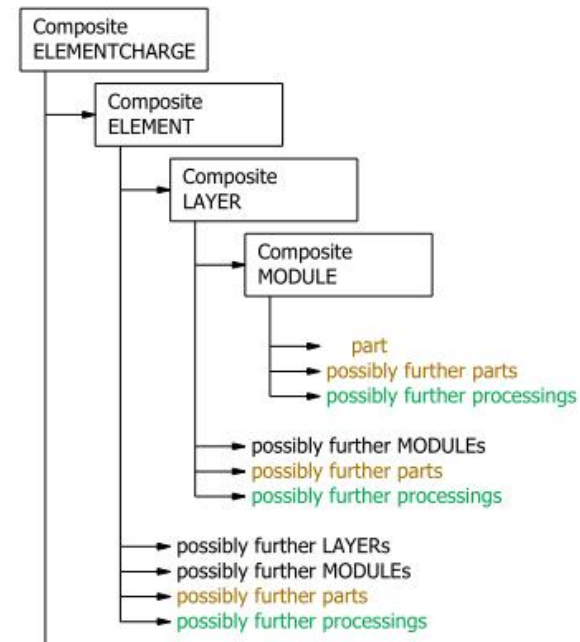 Composite
ELEMENTCHARGE
Composite
ELEMENT
Composite
LAYER
Composite
MODULE
part
possibly further parts
possibly further processings
possibly further MODULEs
possibly further parts
possibly further processings
possibly further LAYERs
possibly further MODULEs
possibly further parts
possibly further processings